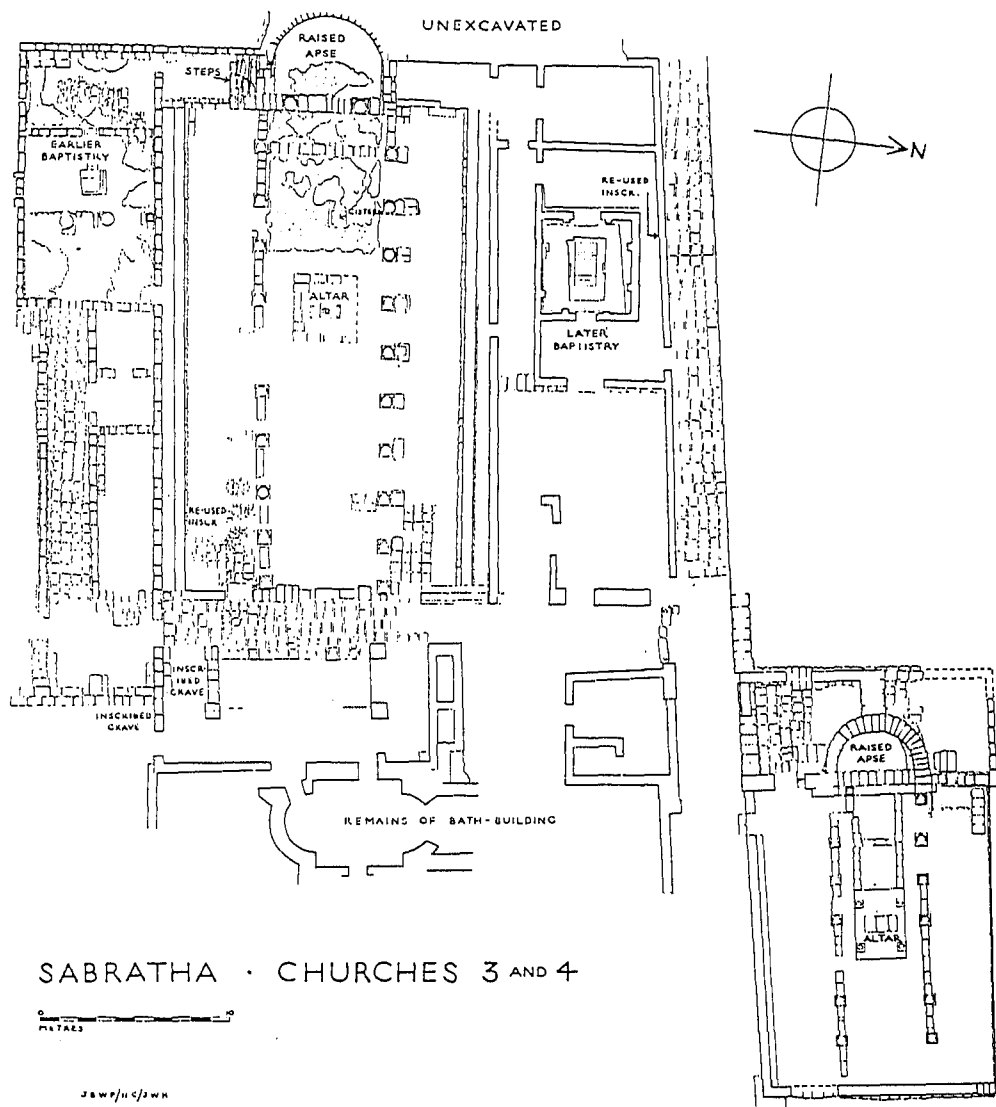 UNEXCAVATED
RAISED
APSE
STEPS
N
EARLIER
BAPTISTRY
RE-USED
INSCR.
CISTERN
ALTAR
LATER
BAPTISTRY
RE-USED
INSCR.
INSCRI-
BED
GRAVE
INSCRIBED
GRAVE
RAISED
APSE
REMAINS OF BATH-BUILDING
ALTAR
SABRATHA · CHURCHES 3 AND 4
0
METRES